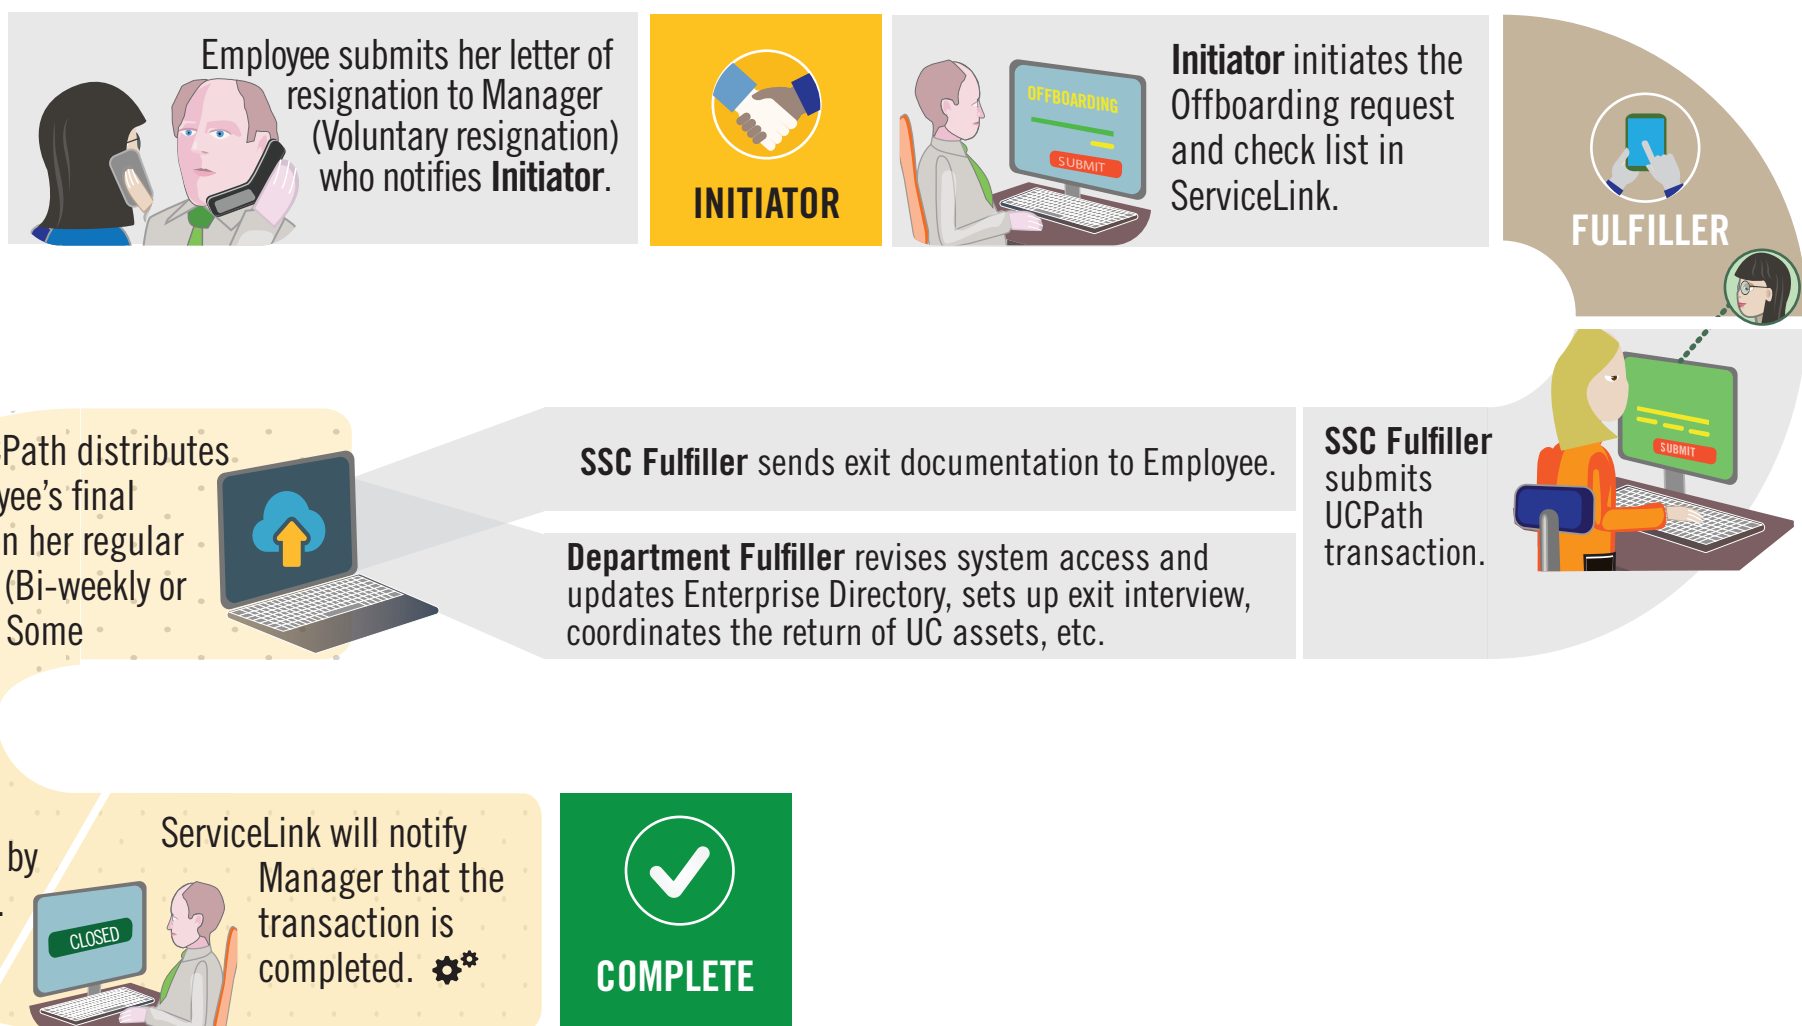 Employee submits her letter of
resignation to Manager
(Voluntary resignation)
who notifies Initiator.
INITIATOR
OFFBOARDING
SUBMIT
Initiator initiates the
Offboarding request
and check list in
ServiceLink.
FULFILLER
SUBMIT
SSC Fulfiller
submits
UCPath
transaction.
SSC Fulfiller sends exit documentation to Employee.
Department Fulfiller revises system access and
updates Enterprise Directory, sets up exit interview,
coordinates the return of UC assets, etc.
Path distributes
yee's final
n her regular
(Bi-weekly or
Some
by
CLOSED
ServiceLink will notify
Manager that the
transaction is
completed.
COMPLETE